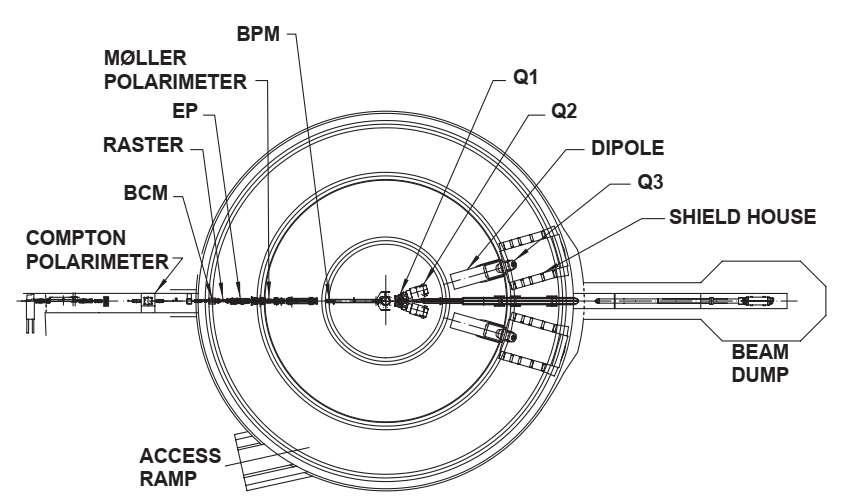 BPM
MØLLER
POLARIMETER
EP
RASTER
BCM
COMPTON
POLARIMETER
Q1
Q2
DIPOLE
Q3
SHIELD HOUSE
BEAM
DUMP
ACCESS
RAMP